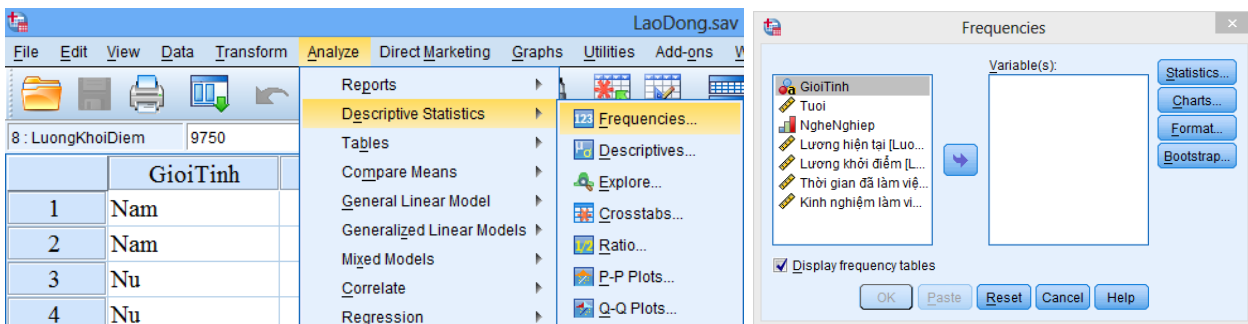 LaoDong.sav
File Edit View Data Transform Analyze Direct Marketing Graphs Utilities Add-ons W
8 : LuongKhoiDiem 9750
GioiTinh
1 Nam
2 Nam
3 Nu
4 Nu
Reports
Descriptive Statistics
Tables
Compare Means
General Linear Model
Generalized Linear Models
Mixed Models
Correlate
Regression
123 Frequencies...
Descriptives...
Explore...
Crosstabs...
1/2 Ratio...
P-P Plots...
Q-Q Plots...
Frequencies
GioiTinh
Tuoi
NgheNghiep
Lương hiện tại [Luo...
Lương khởi điểm [L...
Thời gian đã làm việ...
Kinh nghiệm làm vi...
Variable(s):
Statistics...
Charts...
Format...
Bootstrap...
Display frequency tables
OK Paste Reset Cancel Help